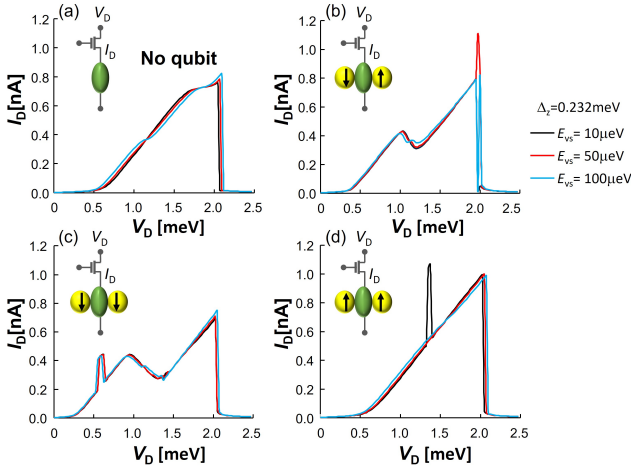 (a)
V_D
I_D
No qubit
I_D[nA]
1.2
1.0
0.8
0.6
0.4
0.2
0.0
0 0.5 1.0 1.5 2.0 2.5
V_D [meV]
(b)
V_D
I_D
I_D[nA]
1.2
1.0
0.8
0.6
0.4
0.2
0.0
0 0.5 1.0 1.5 2.0 2.5
V_D [meV]
Δ_z=0.232meV
E_vs= 10μeV
E_vs= 50μeV
E_vs= 100μeV
(c)
V_D
I_D
I_D[nA]
1.2
1.0
0.8
0.6
0.4
0.2
0.0
0 0.5 1.0 1.5 2.0 2.5
V_D [meV]
(d)
V_D
I_D
I_D[nA]
1.2
1.0
0.8
0.6
0.4
0.2
0.0
0 0.5 1.0 1.5 2.0 2.5
V_D [meV]